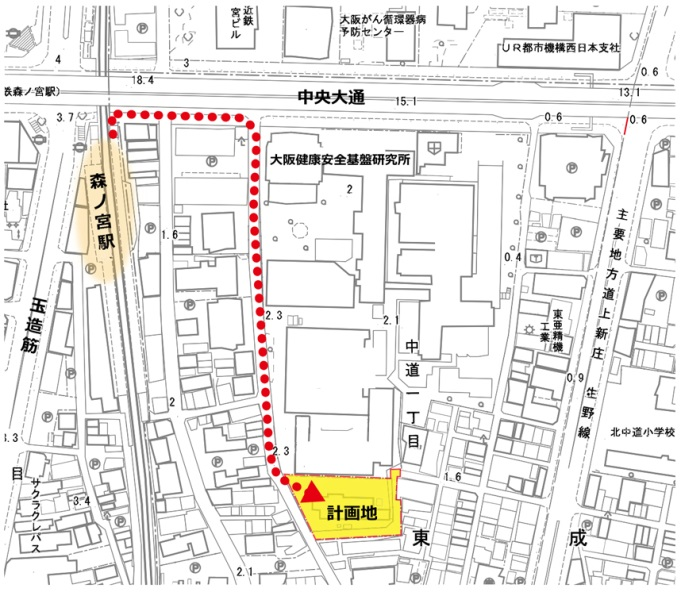 近鉄
宮ビル
大阪がん循環器病
予防センター
UR都市機構西日本支社
4
3
18.4
0.6
鉄森ノ宮駅)
中央大通
15.1
13.1
3.7
0.6
0.6
大阪健康安全基盤研究所
2
森ノ宮駅
1.6
0.4
主要地方道上新庄
生野線
玉造筋
2.3
2.1
中道一丁目
東亜精機
工業
0.9
2
北中道小学校
3.3
2.3
目
サクラクレパス
3.4
1.6
計画地
東
成
2.1